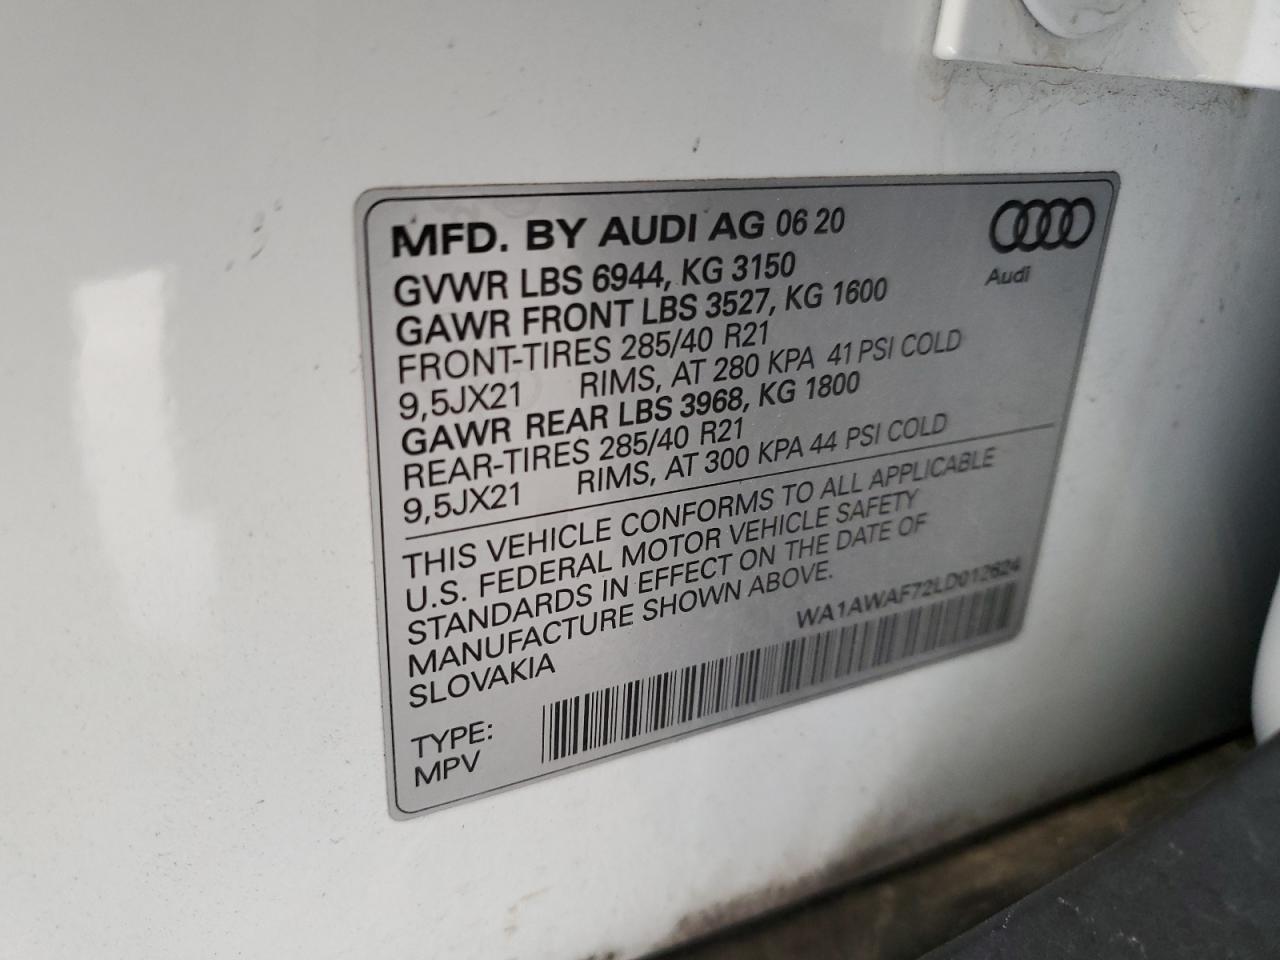 MFD. BY AUDI AG 06 20
Audi
GVWR LBS 6944, KG 3150
GAWR FRONT LBS 3527, KG 1600
FRONT-TIRES 285/40 R21
9,5JX21 RIMS, AT 280 KPA 41 PSI COLD
GAWR REAR LBS 3968, KG 1800
REAR-TIRES 285/40 R21
9,5JX21 RIMS, AT 300 KPA 44 PSI COLD
THIS VEHICLE CONFORMS TO ALL APPLICABLE
U.S. FEDERAL MOTOR VEHICLE SAFETY
STANDARDS IN EFFECT ON THE DATE OF
MANUFACTURE SHOWN ABOVE.
SLOVAKIA
WA1AWAF72LD012624
TYPE:
MPV